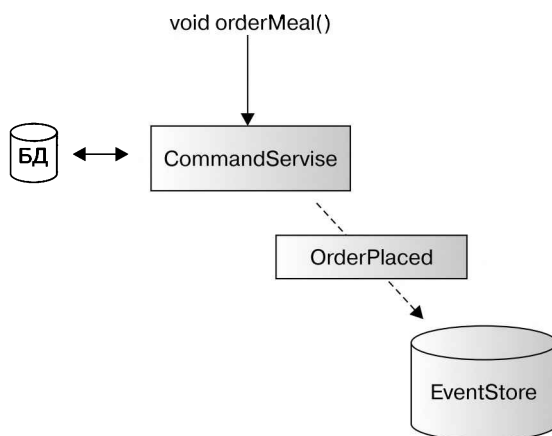 void orderMeal()
БД
CommandServise
OrderPlaced
EventStore